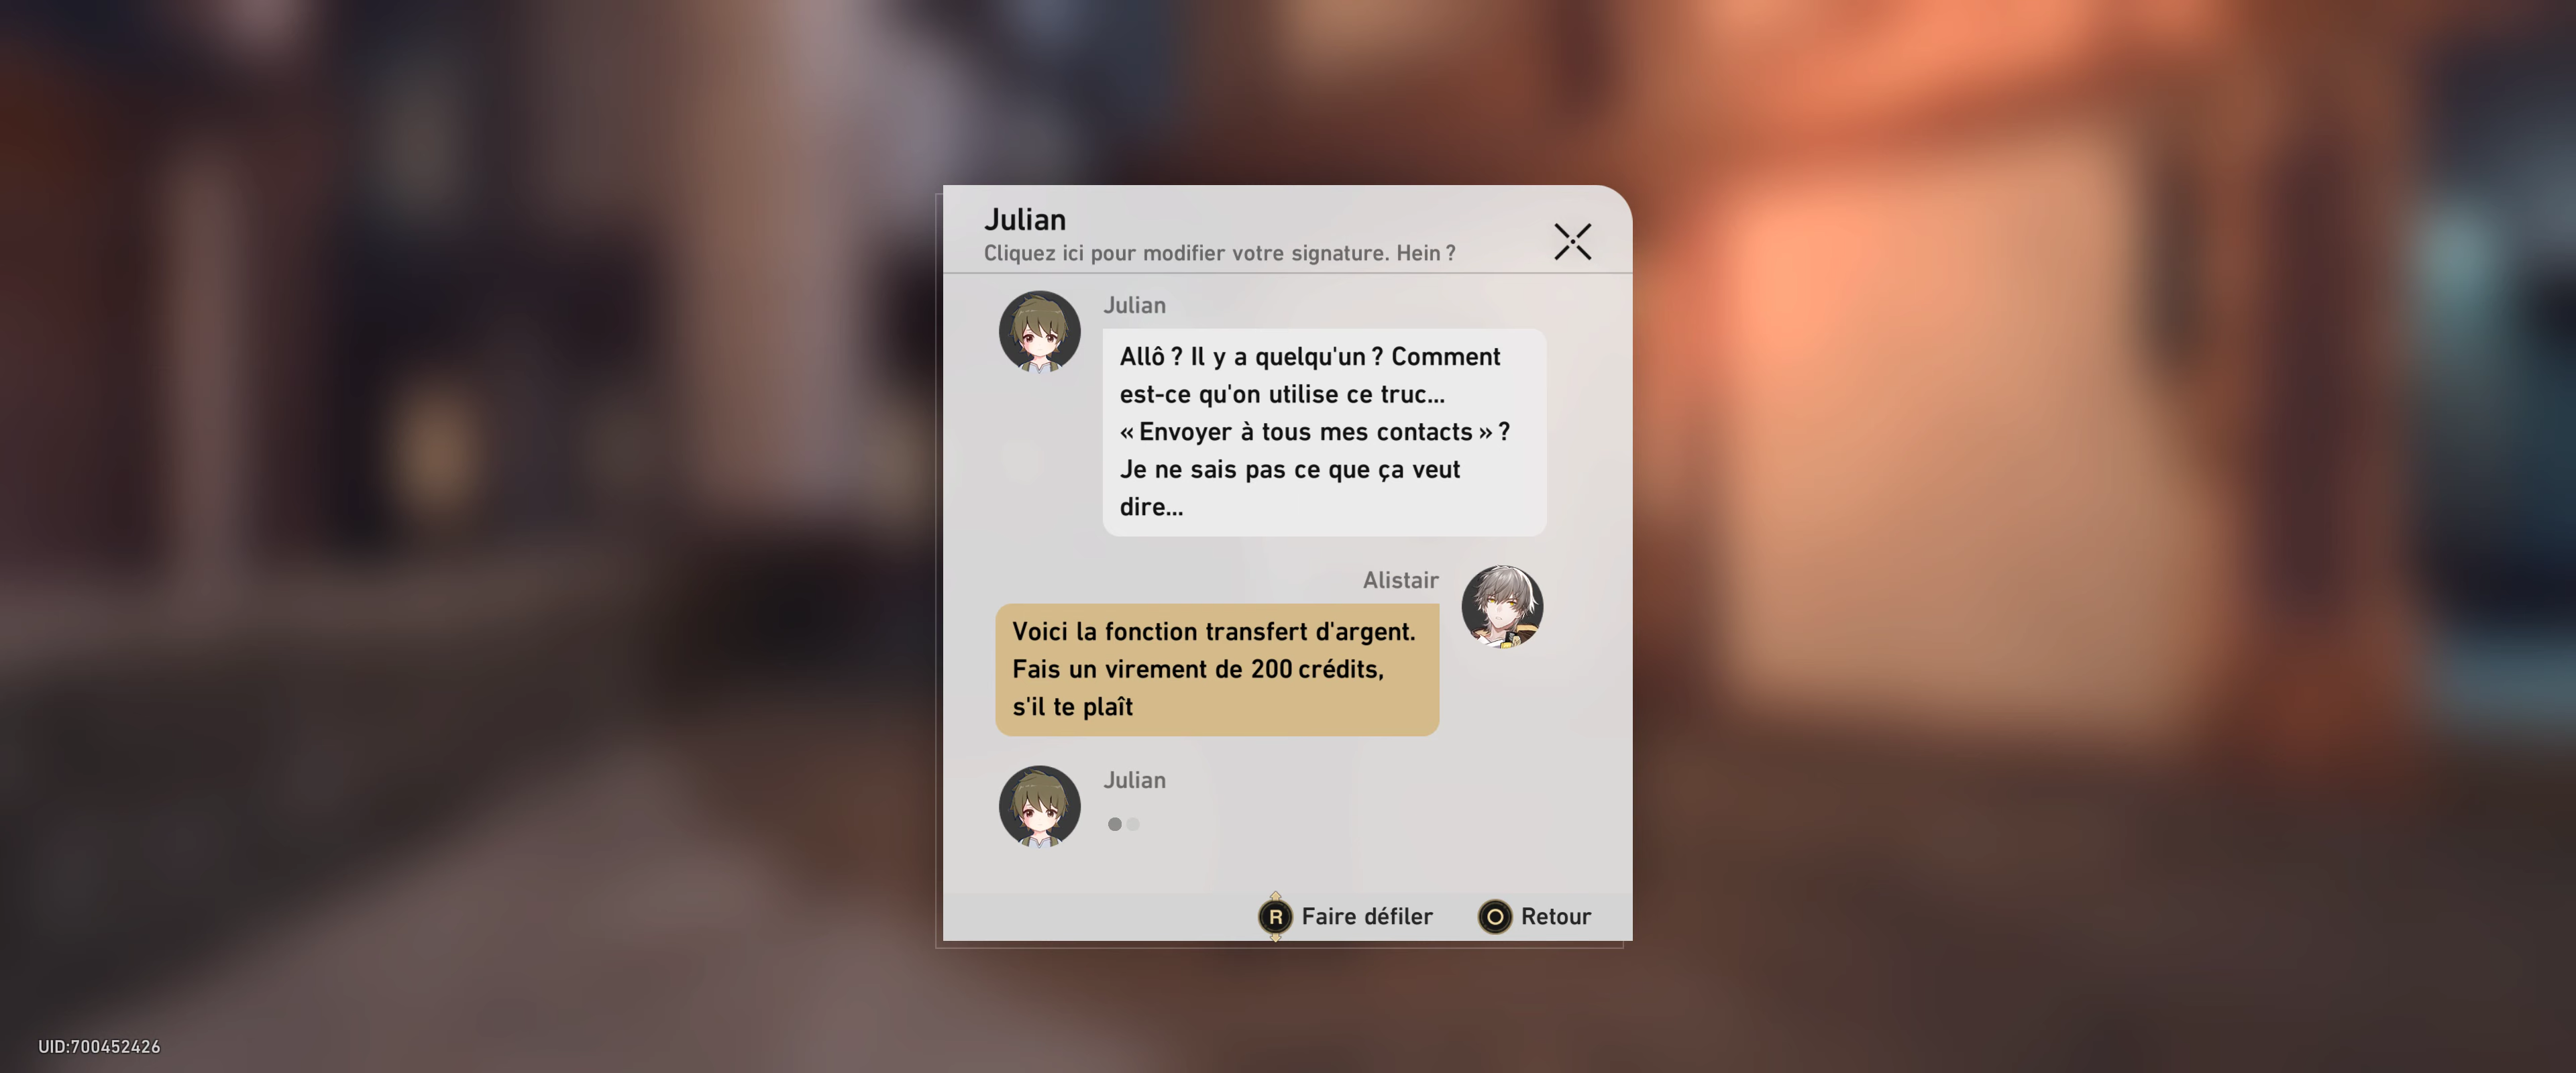 Julian
Cliquez ici pour modifier votre signature. Hein ?
Julian
Allô ? Il y a quelqu'un ? Comment
est-ce qu'on utilise ce truc...
« Envoyer à tous mes contacts » ?
Je ne sais pas ce que ça veut
dire...
Alistair
Voici la fonction transfert d'argent.
Fais un virement de 200 crédits,
s'il te plaît
Julian
R Faire défiler
Retour
UID:700452426